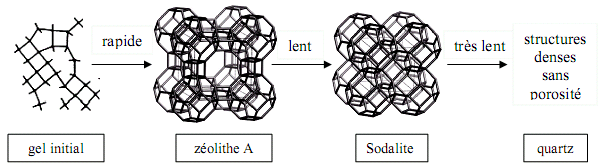 rapide
lent
très lent
structures
denses
sans
porosité
gel initial
zéolithe A
Sodalite
quartz